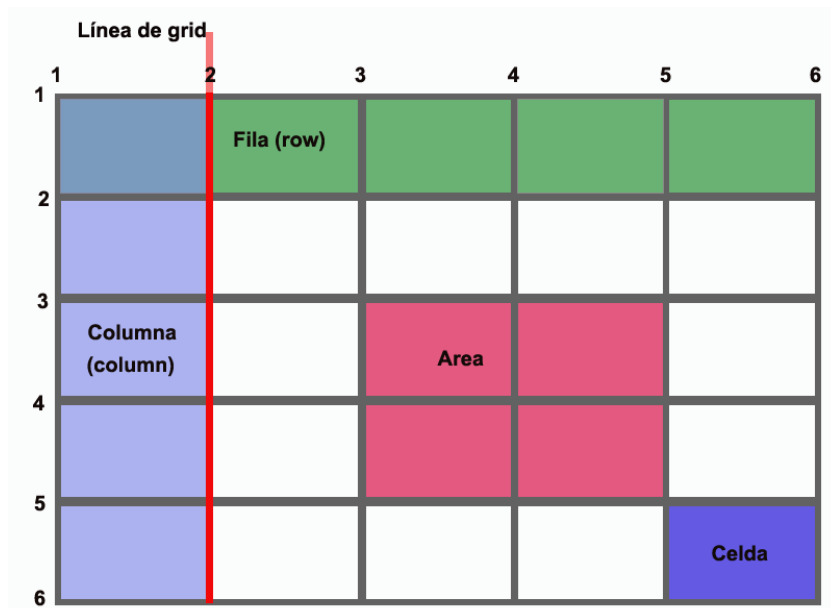 Línea de grid
1 2 3 4 5 6
1
Fila (row)
2
3
Columna
(column)
Area
4
5
Celda
6